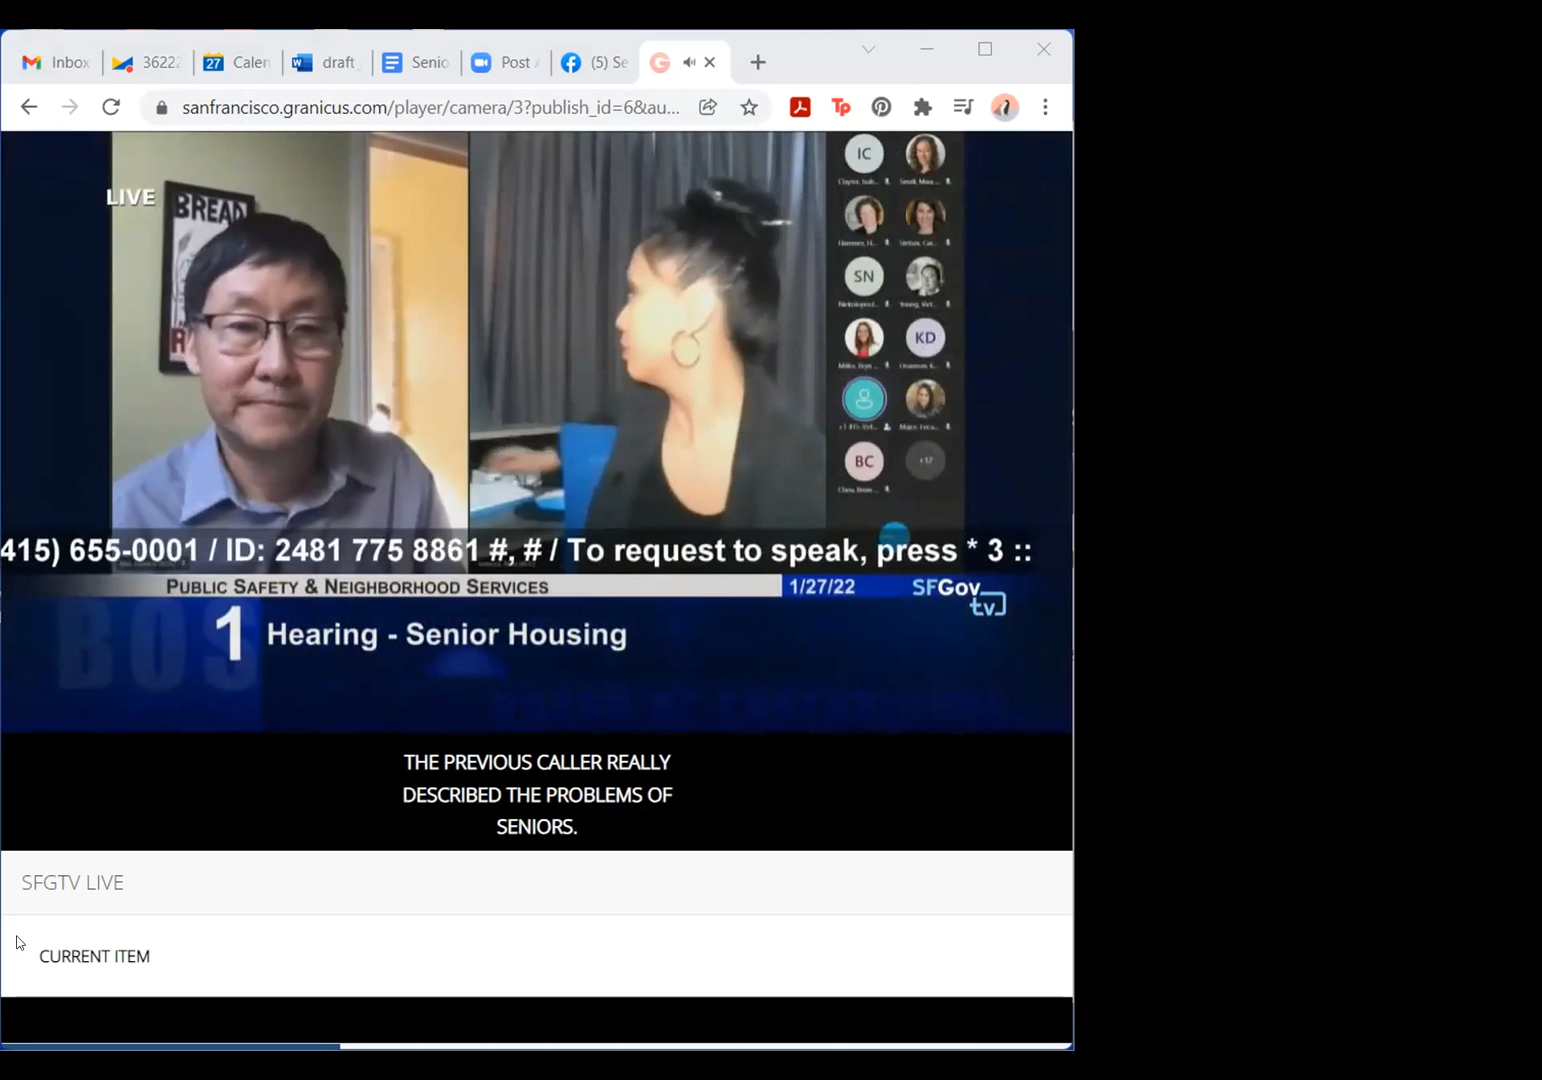 Inbox
36222
27
Calen
draft
Senio
Post
(5) Se
sanfrancisco.granicus.com/player/camera/3?publish_id=6&au...
LIVE
BREAD
IC
SN
KD
BC
+17
415) 655-0001 / ID: 2481 775 8861 #, # / To request to speak, press * 3 ::
PUBLIC SAFETY & NEIGHBORHOOD SERVICES
1/27/22
SFGov
tv
1 Hearing - Senior Housing
BOS
THE PREVIOUS CALLER REALLY
DESCRIBED THE PROBLEMS OF
SENIORS.
SFGTV LIVE
CURRENT ITEM